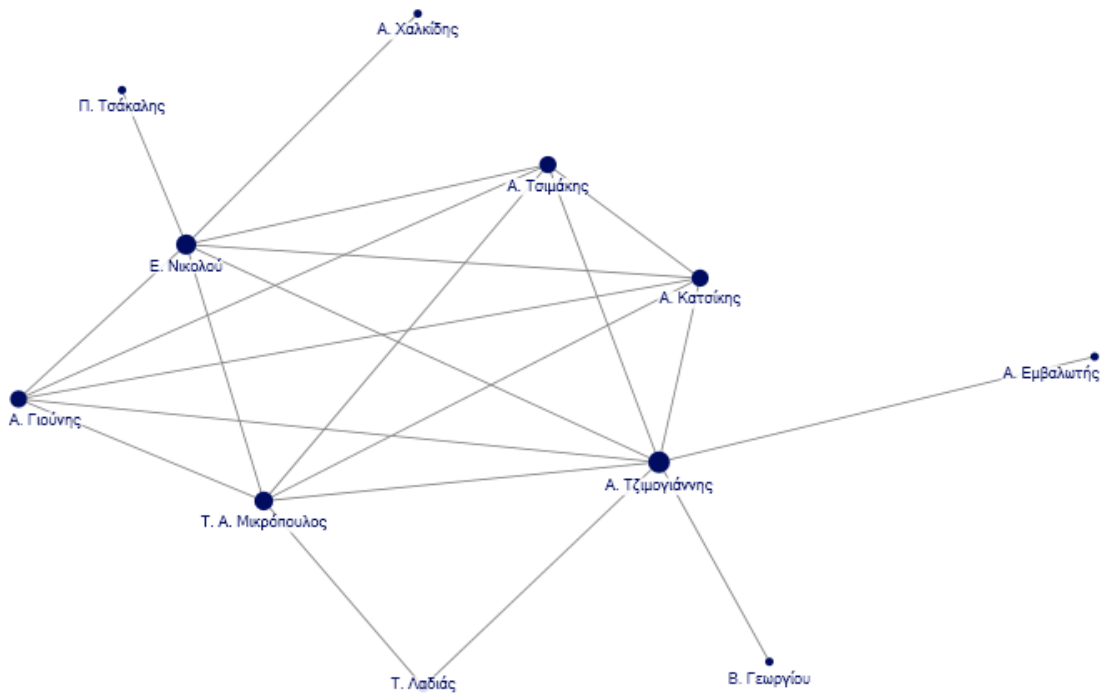 Α. Χαλκίδης
Π. Τσάκαλης
Α. Τσιμάκης
Ε. Νικολού
Α. Κατσίκης
Α. Εμβαλωτής
Α. Γιούνης
Α. Τζιμογιάννης
Τ. Α. Μικρόπουλος
Β. Γεωργίου
Τ. Λαδιάς